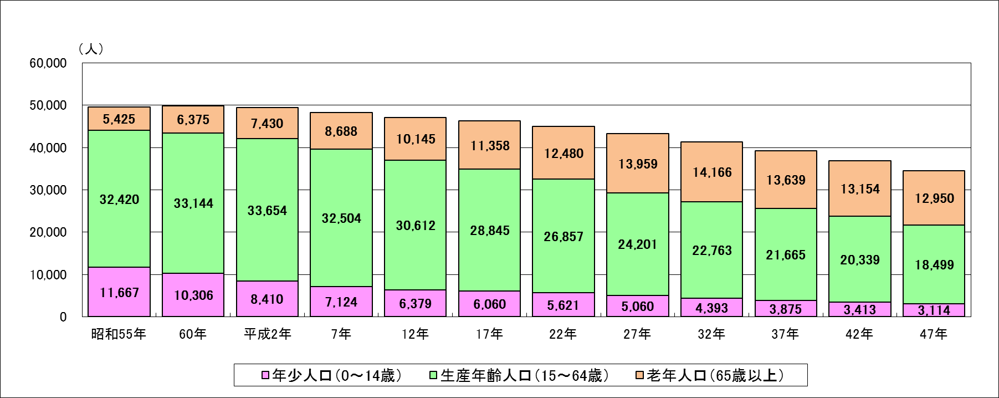 （人）
60,000
50,000
40,000
30,000
20,000
10,000
0
5,425 6,375 7,430 8,688 10,145 11,358 12,480 13,959 14,166 13,639 13,154 12,950
32,420 33,144 33,654 32,504 30,612 28,845 26,857 24,201 22,763 21,665 20,339 18,499
11,667 10,306 8,410 7,124 6,379 6,060 5,621 5,060 4,393 3,875 3,413 3,114
昭和55年 60年 平成2年 7年 12年 17年 22年 27年 32年 37年 42年 47年
年少人口（0～14歳） 生産年齢人口（15～64歳） 老年人口（65歳以上）